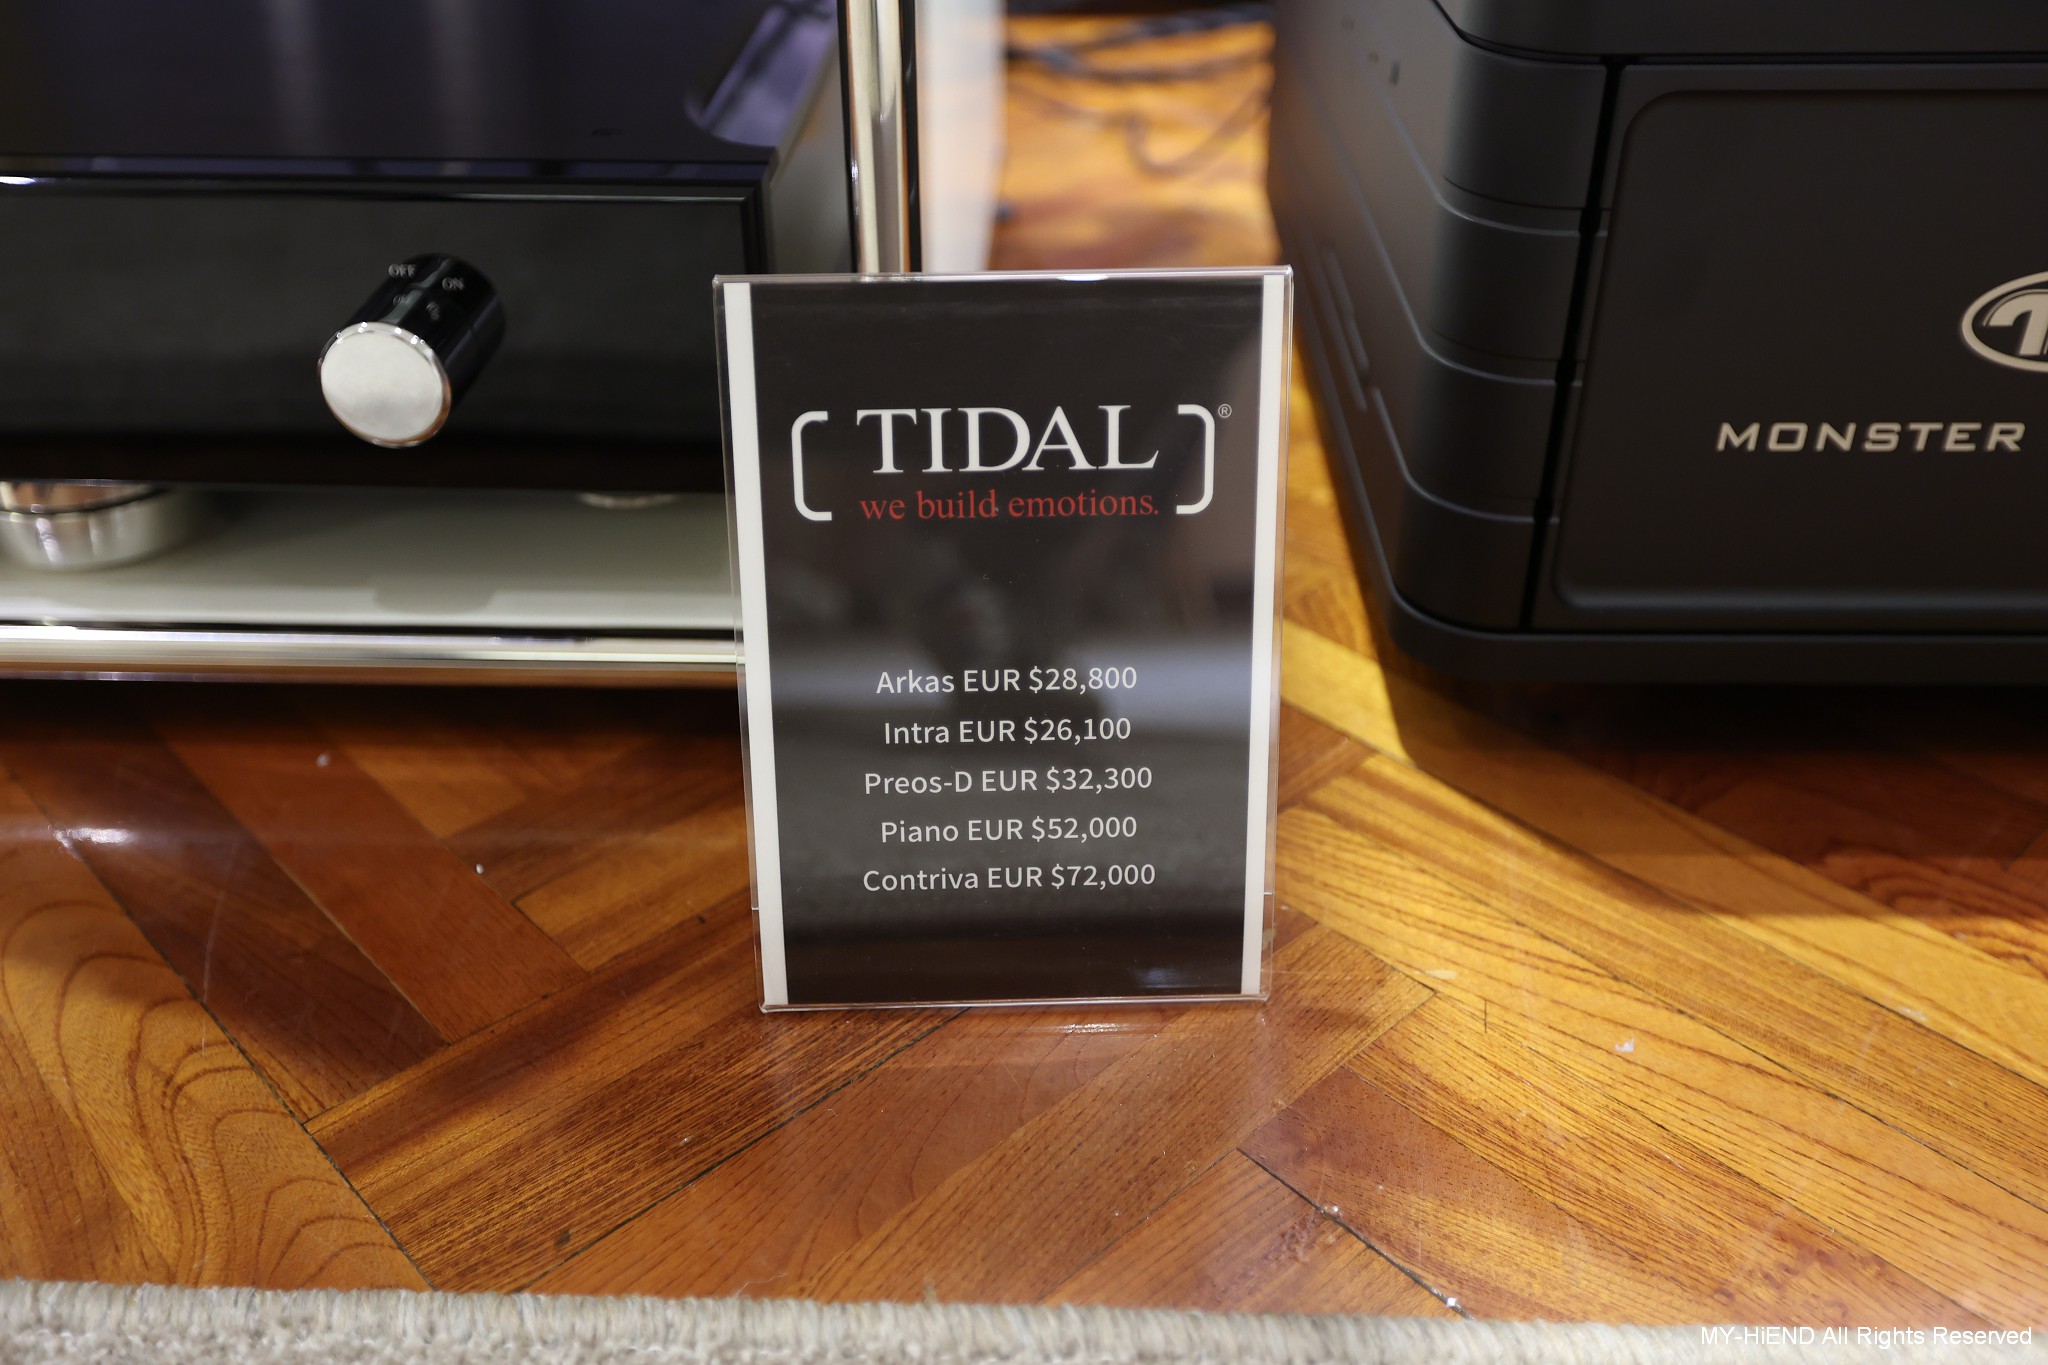 OFF
ON
TIDAL®
we build emotions.
Arkas EUR $28,800
Intra EUR $26,100
Preos-D EUR $32,300
Piano EUR $52,000
Contriva EUR $72,000
MONSTER
MY-HiEND All Rights Reserved